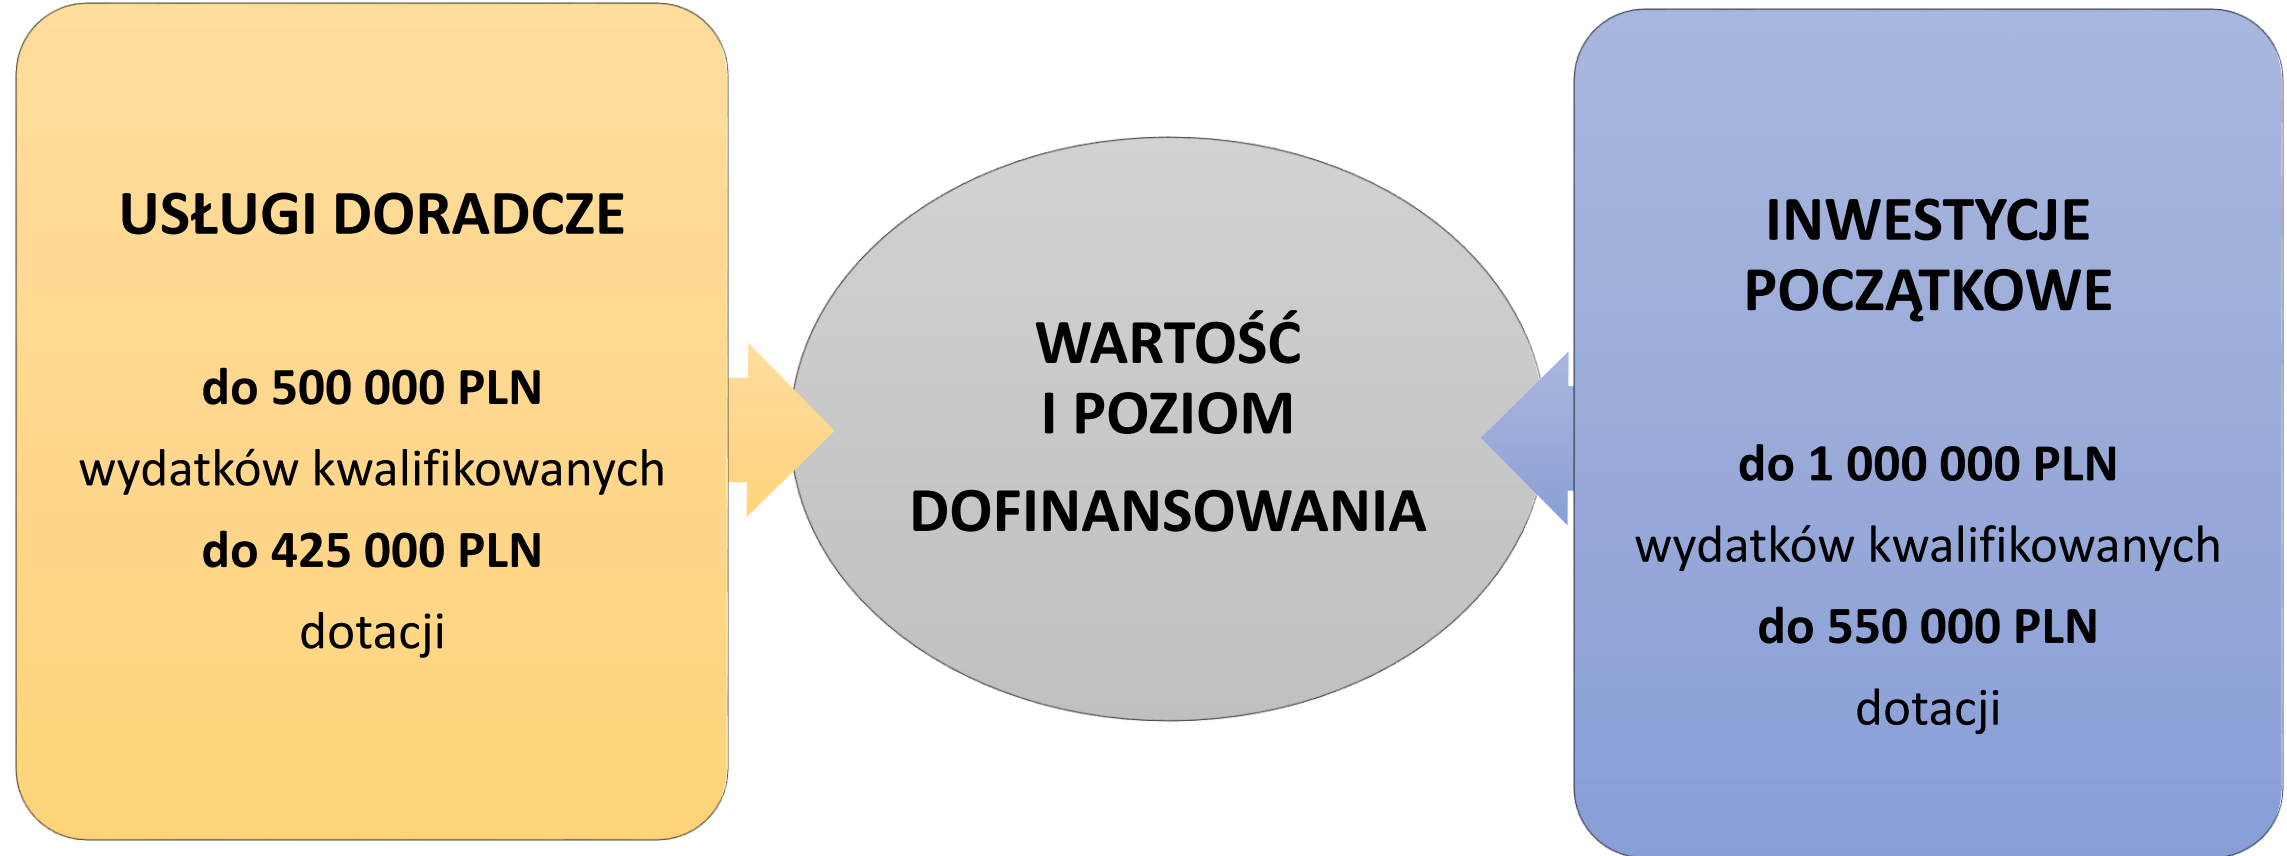 USŁUGI DORADCZE
do 500 000 PLN
wydatków kwalifikowanych
do 425 000 PLN
dotacji
WARTOŚĆ
I POZIOM
DOFINANSOWANIA
INWESTYCJE
POCZĄTKOWE
do 1 000 000 PLN
wydatków kwalifikowanych
do 550 000 PLN
dotacji